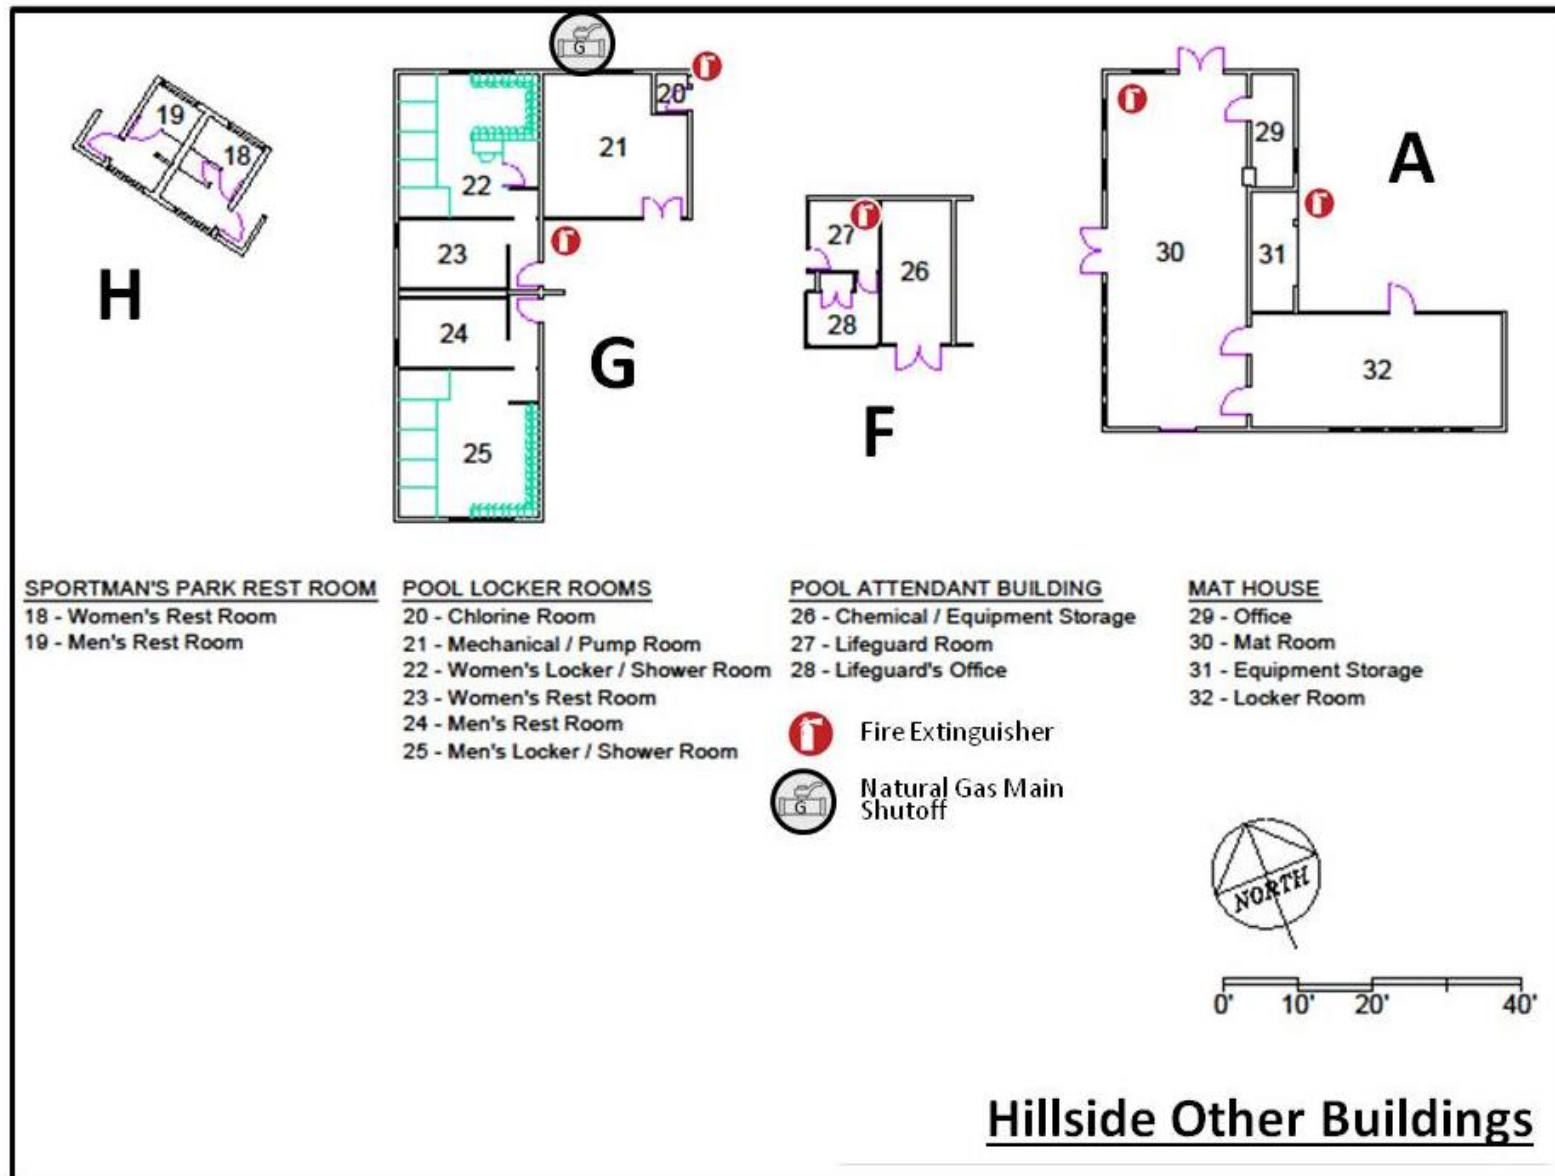 G
20
19
18
21
29
22
A
27
26
30
31
23
H
28
24
G
32
F
25
SPORTMAN'S PARK REST ROOM
18 - Women's Rest Room
19 - Men's Rest Room
POOL LOCKER ROOMS
20 - Chlorine Room
21 - Mechanical / Pump Room
22 - Women's Locker / Shower Room
23 - Women's Rest Room
24 - Men's Rest Room
25 - Men's Locker / Shower Room
POOL ATTENDANT BUILDING
26 - Chemical / Equipment Storage
27 - Lifeguard Room
28 - Lifeguard's Office
MAT HOUSE
29 - Office
30 - Mat Room
31 - Equipment Storage
32 - Locker Room
Fire Extinguisher
G
Natural Gas Main
Shutoff
NORTH
0' 10' 20' 40'
Hillside Other Buildings